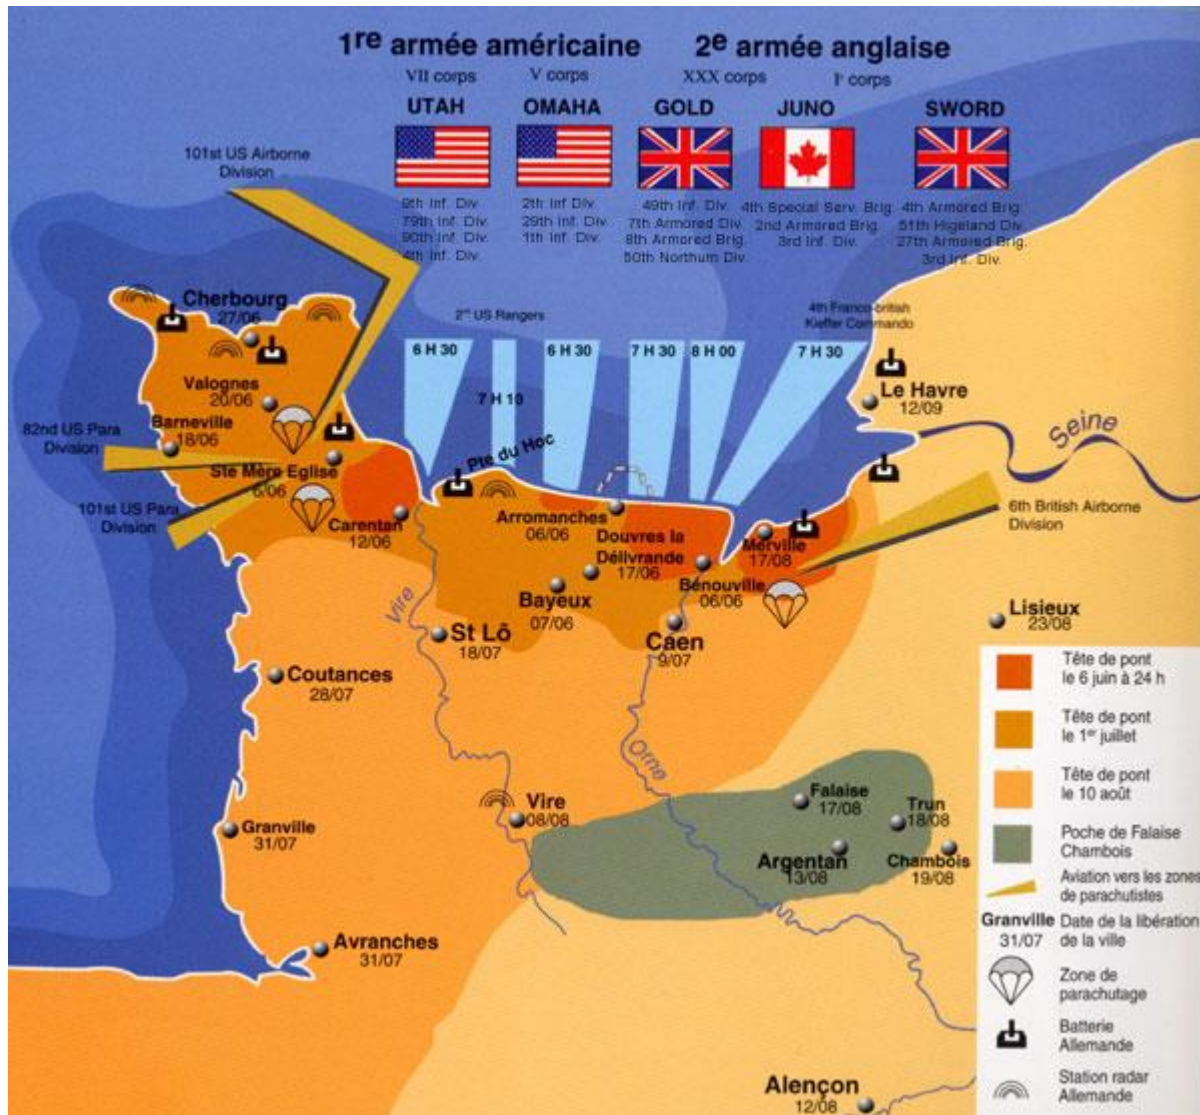 1re armée américaine
2e armée anglaise
VII corps
V corps
XXX corps
Iᵉ corps
UTAH
OMAHA
GOLD
JUNO
SWORD
9th Inf. Div.
79th Inf. Div.
90th Inf. Div.
4th Inf. Div.
2th Inf Div.
29th Inf. Div.
1th Inf. Div.
49th Inf. Div.
7th Armored Div.
8th Armored Brig.
50th Northum Div.
4th Special Serv. Brig
2nd Armored Brig.
3rd Inf. Div.
4th Armored Brig
51th Higeland Div.
27th Armored Brig.
3rd Inf. Div.
101st US Airborne
Division
2ⁿᵈ US Rangers
4th Franco-british
Kieffer Commando
6 H 30
7 H 10
6 H 30
7 H 30
8 H 00
7 H 30
Cherbourg
27/06
Valognes
20/06
Barneville
18/06
82nd US Para
Division
Ste Mère Eglise
6/06
101st US Para
Division
Carentan
12/06
Pte du Hoc
Arromanches
06/06
Douvres la
Délivrande
17/06
Bayeux
07/06
Bénouville
06/06
Merville
17/08
Le Havre
12/09
Seine
6th British Airborne
Division
Vire
St Lô
18/07
Caen
9/07
Lisieux
23/08
Coutances
28/07
Orne
Vire
08/08
Granville
31/07
Falaise
17/08
Trun
18/08
Argentan
13/08
Chambois
19/08
Avranches
31/07
Alençon
12/08
Tête de pont
le 6 juin à 24 h
Tête de pont
le 1er juillet
Tête de pont
le 10 août
Poche de Falaise
Chambois
Aviation vers les zones
de parachutistes
Granville
31/07
Date de la libération
de la ville
Zone de
parachutage
Batterie
Allemande
Station radar
Allemande